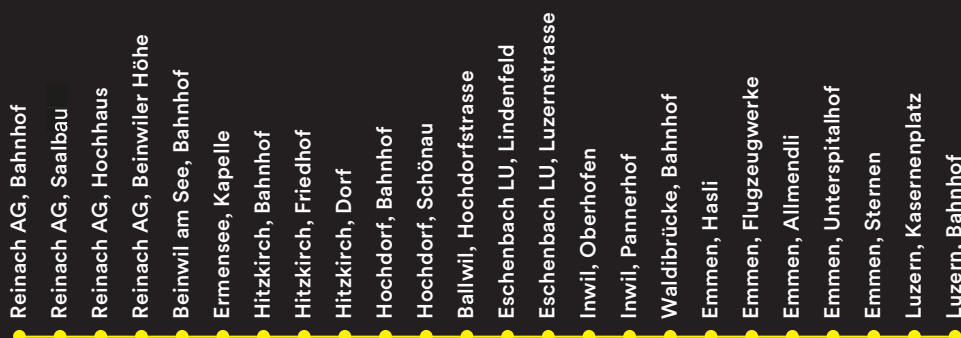 Reinach AG, Bahnhof
Reinach AG, Saalbau
Reinach AG, Hochhaus
Reinach AG, Beinwiler Höhe
Beinwil am See, Bahnhof
Ermensee, Kapelle
Hitzkirch, Bahnhof
Hitzkirch, Friedhof
Hitzkirch, Dorf
Hochdorf, Bahnhof
Hochdorf, Schönau
Ballwil, Hochdorfstrasse
Eschenbach LU, Lindenfeld
Eschenbach LU, Luzernstrasse
Inwil, Oberhofen
Inwil, Pannerhof
Waldibrücke, Bahnhof
Emmen, Hasli
Emmen, Flugzeugwerke
Emmen, Allmendli
Emmen, Unterspitalhof
Emmen, Sternen
Luzern, Kasernenplatz
Luzern, Bahnhof